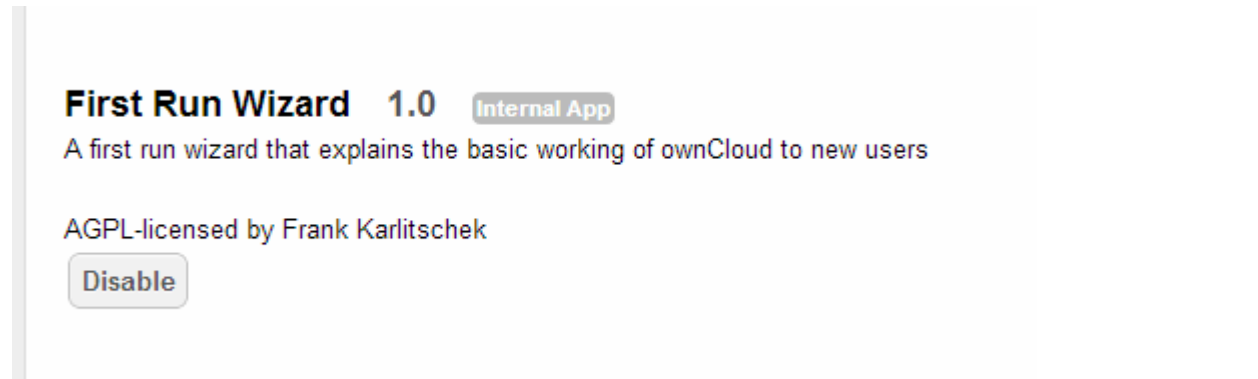 First Run Wizard 1.0 Internal App
A first run wizard that explains the basic working of ownCloud to new users
AGPL-licensed by Frank Karlitschek
Disable